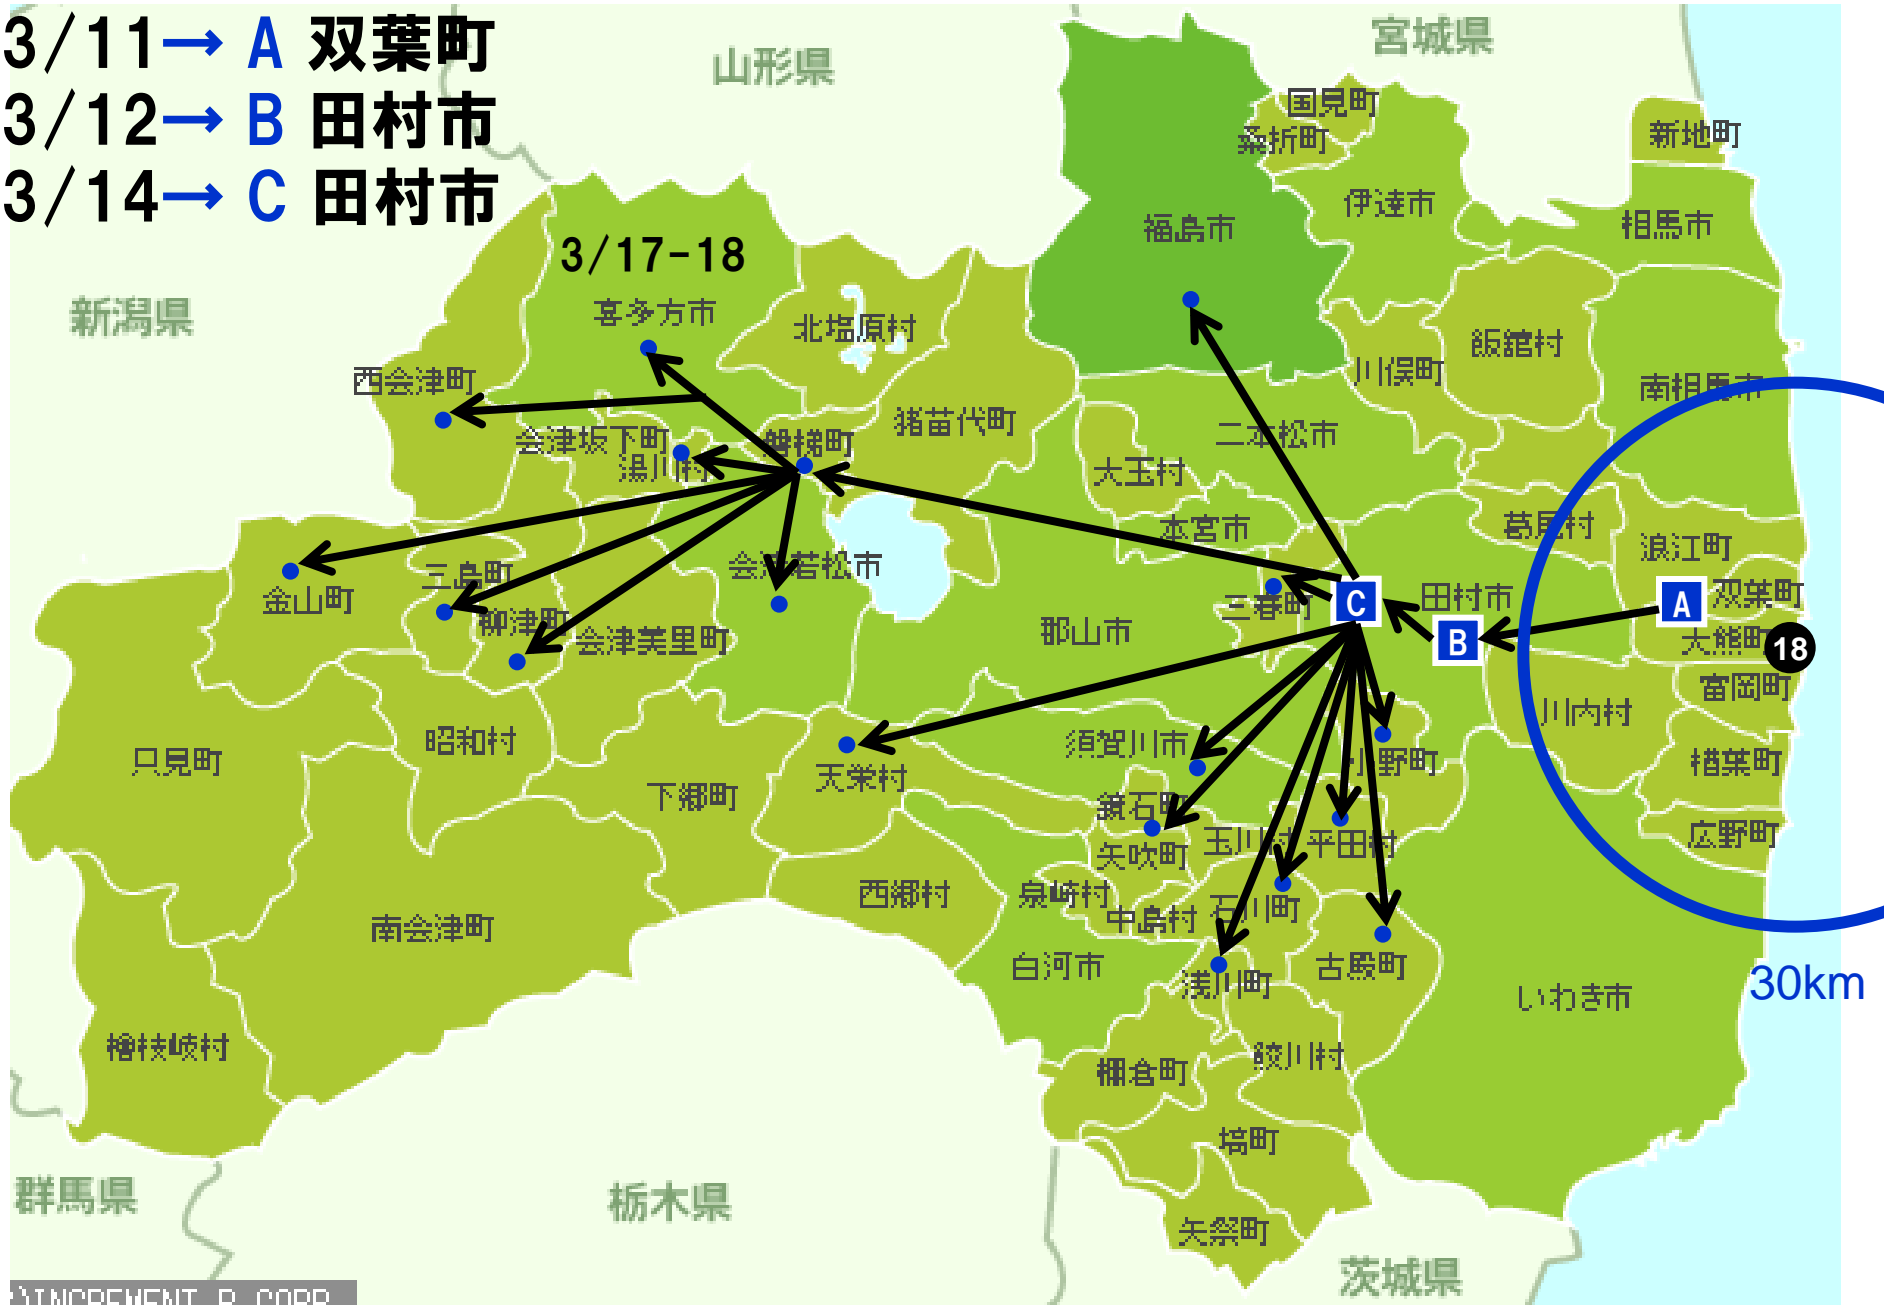 3/11→ A 双葉町
3/12→ B 田村市
3/14→ C 田村市
宮城県
山形県
国見町
桑折町
新地町
伊達市
相馬市
福島市
3/17-18
喜多方市
新潟県
北塩原村
飯舘村
川俣町
南相馬市
西会津町
猪苗代町
会津坂下町
磐梯町
湯川村
二本松市
大玉村
本宮市
葛尾村
浪江町
会津若松市
三島町
金山町
柳津町
会津美里町
郡山市
三春町
C
田村市
B
A
双葉町
大熊町
18
富岡町
川内村
昭和村
只見町
下郷町
天栄村
須賀川市
小野町
楢葉町
鏡石町
玉川村
平田村
広野町
矢吹町
西郷村
泉崎村
中島村
石川町
南会津町
白河市
浅川町
古殿町
いわき市
30km
檜枝岐村
棚倉町
鮫川村
塙町
群馬県
栃木県
矢祭町
茨城県
INCREMENT P CORP